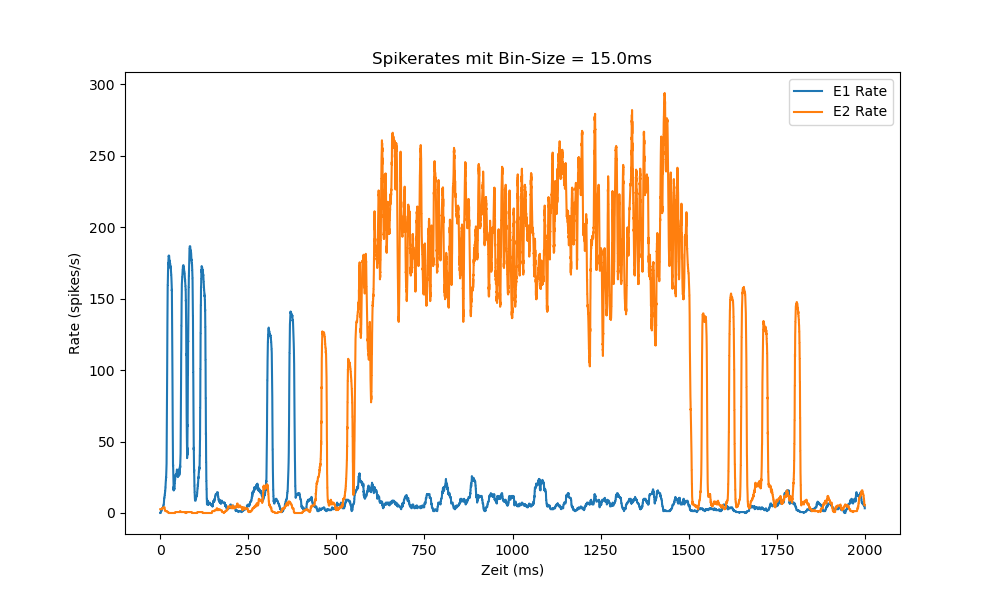 Spikerates mit Bin-Size = 15.0ms
E1 Rate
E2 Rate
Rate (spikes/s)
300
250
200
150
100
50
0
0 250 500 750 1000 1250 1500 1750 2000
Zeit (ms)